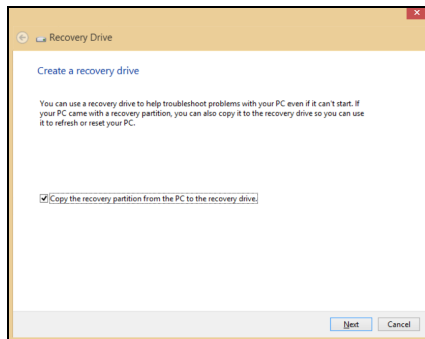 Recovery Drive
Create a recovery drive
You can use a recovery drive to help troubleshoot problems with your PC even if it can't start. If
your PC came with a recovery partition, you can also copy it to the recovery drive so you can use
it to refresh or reset your PC.
Copy the recovery partition from the PC to the recovery drive.
Next Cancel